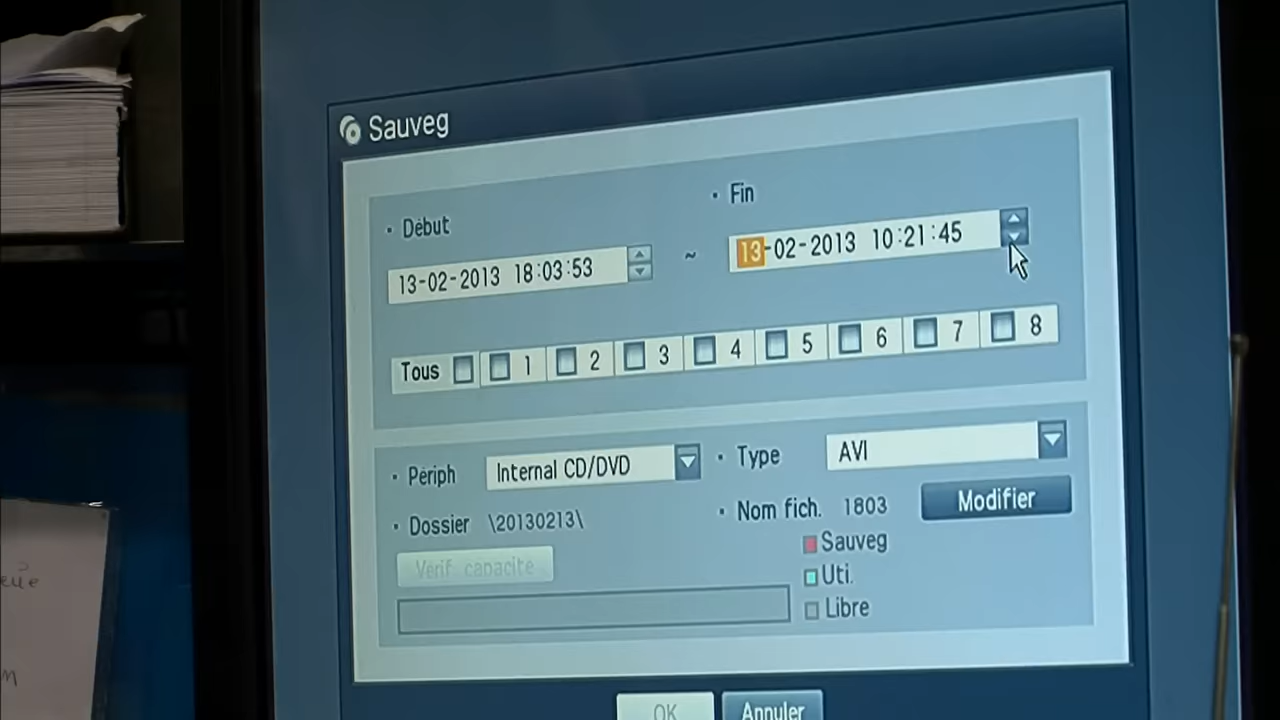 Sauveg
· Début
· Fin
13-02-2013 18:03:53 ~ 13-02-2013 10:21:45
Tous 1 2 3 4 5 6 7 8
· Périph Internal CD/DVD · Type AVI
· Dossier \20130213\ · Nom fich. 1803 Modifier
Sauveg
Vérif. capacité
Uti.
Libre
OK Annuler